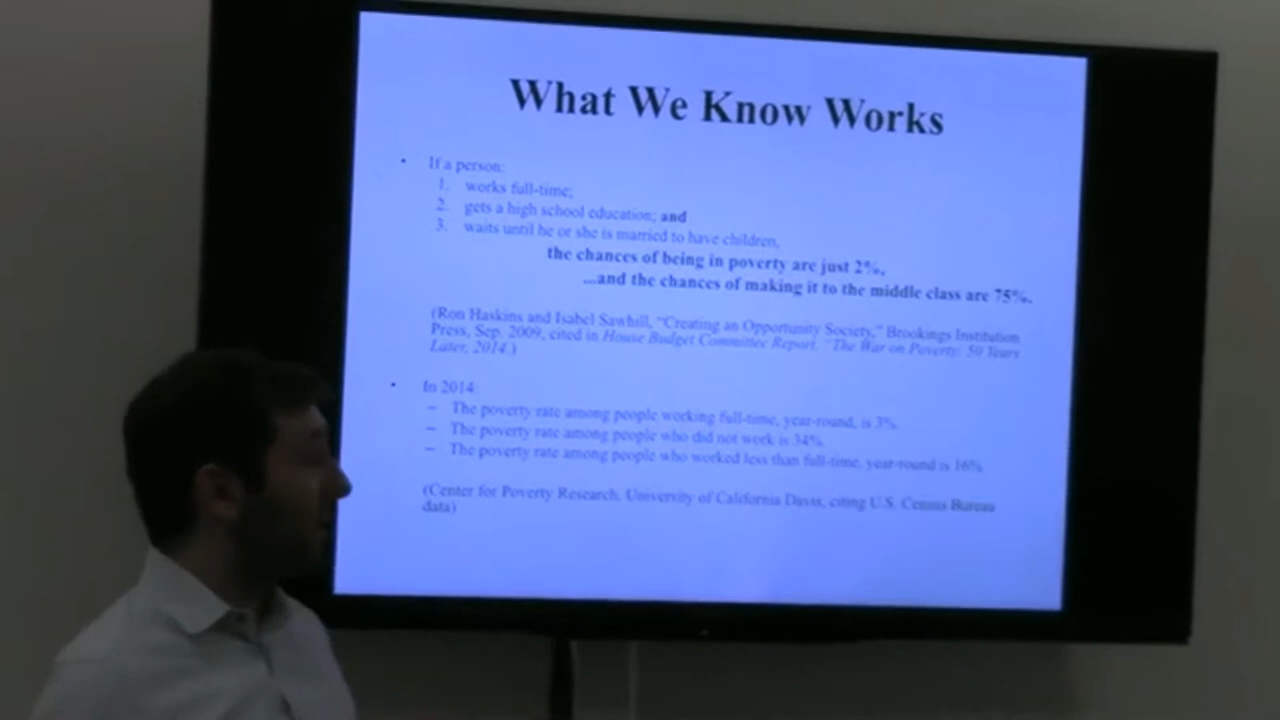 What We Know Works
• If a person:
1. works full-time;
2. gets a high school education; and
3. waits until he or she is married to have children,
the chances of being in poverty are just 2%,
...and the chances of making it to the middle class are 75%.
(Ron Haskins and Isabel Sawhill, "Creating an Opportunity Society," Brookings Institution
Press, Sep. 2009, cited in House Budget Committee Report, "The War on Poverty: 50 Years
Later, 2014.)
• In 2014:
– The poverty rate among people working full-time, year-round, is 3%
– The poverty rate among people who did not work is 34%
– The poverty rate among people who worked less than full-time, year-round is 16%
(Center for Poverty Research, University of California Davis, citing U.S. Census Bureau
data)